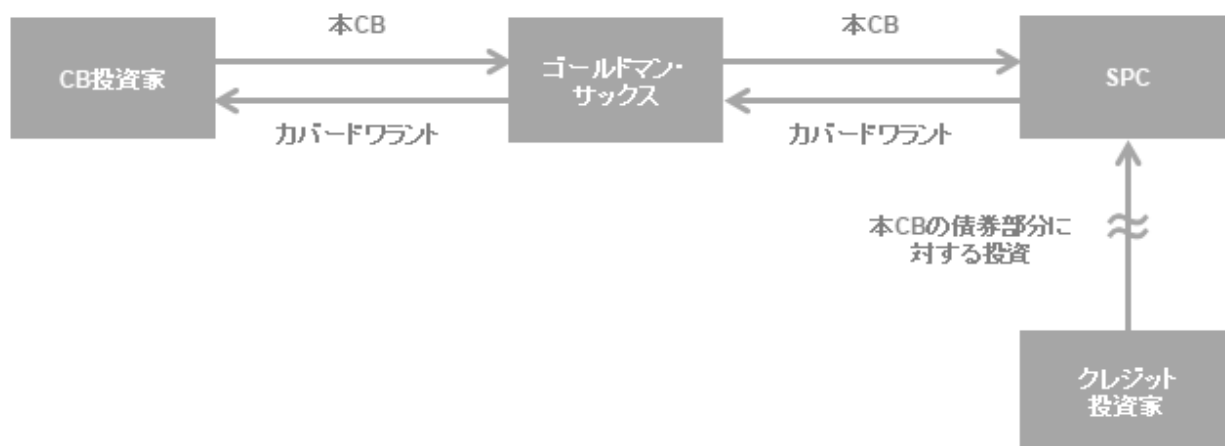 本CB
本CB
CB投資家
ゴールドマン・
サックス
SPC
カバードワラント
カバードワラント
本CBの債券部分に
対する投資
クレジット
投資家